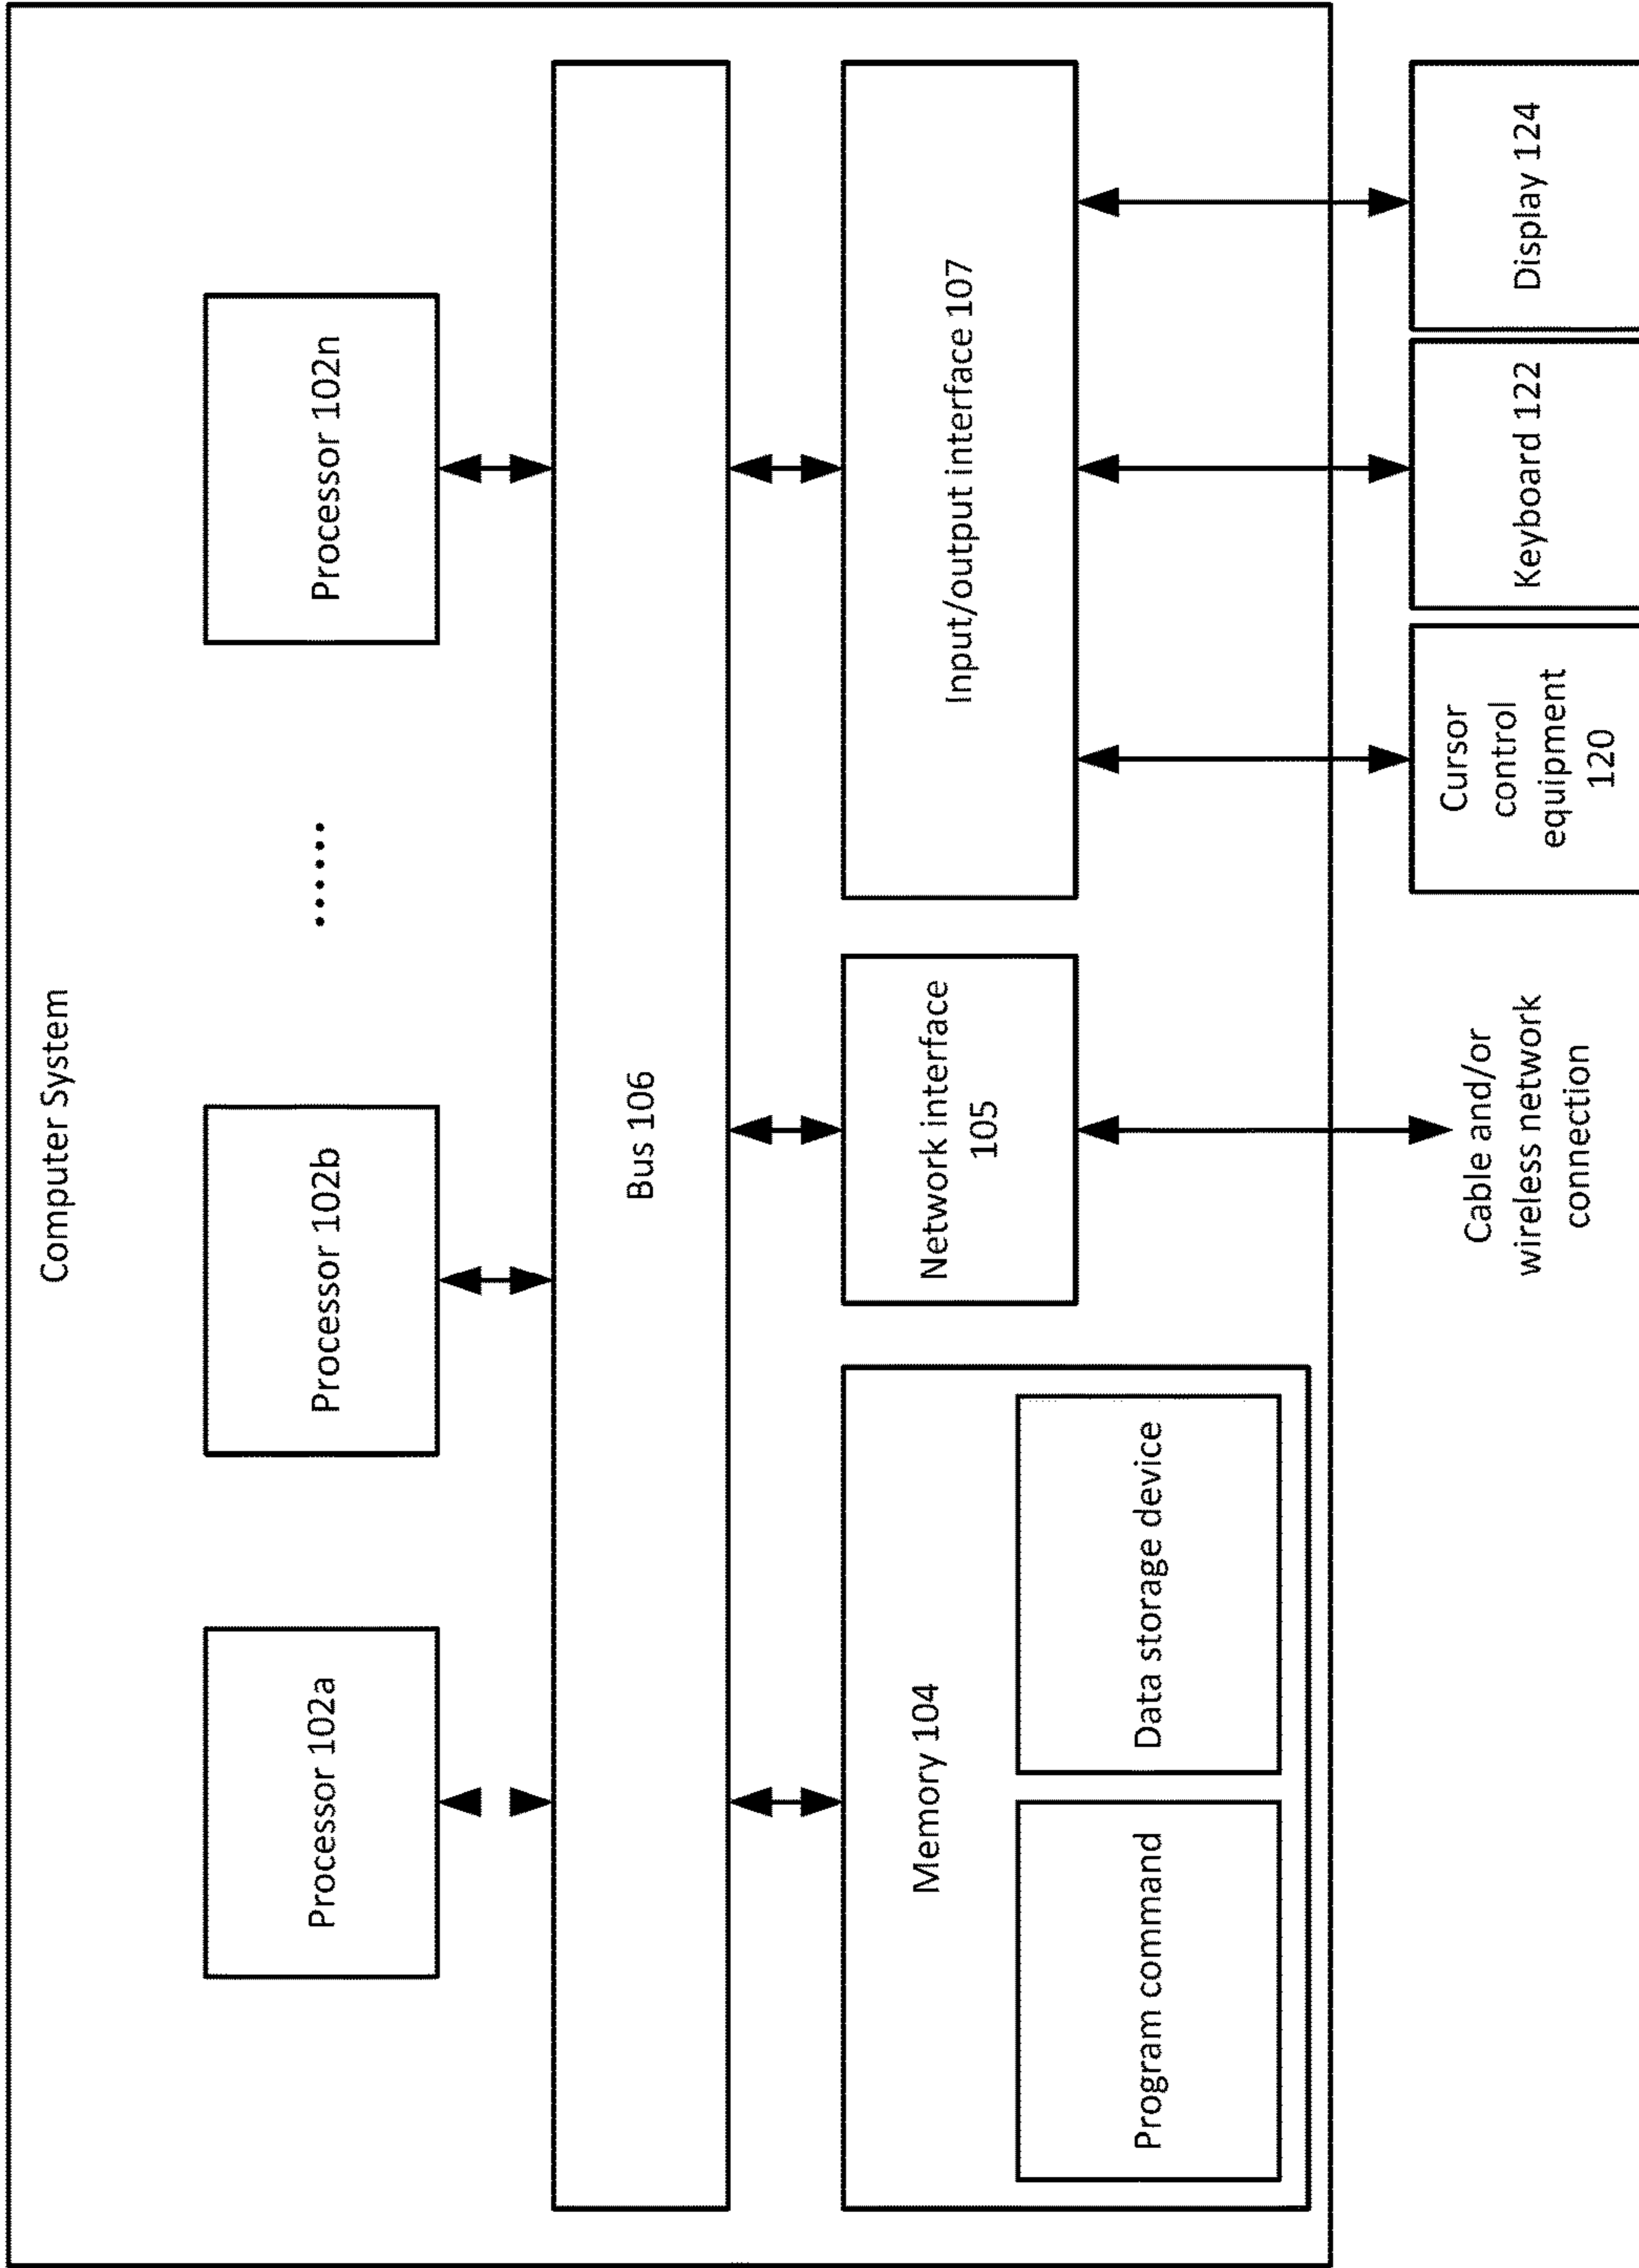 Computer System
Processor 102a
Processor 102b
......
Processor 102n
Bus 106
Memory 104
Program command
Data storage device
Network interface
105
Input/output interface 107
Cable and/or
wireless network
connection
Cursor
control
equipment
120
Keyboard 122
Display 124